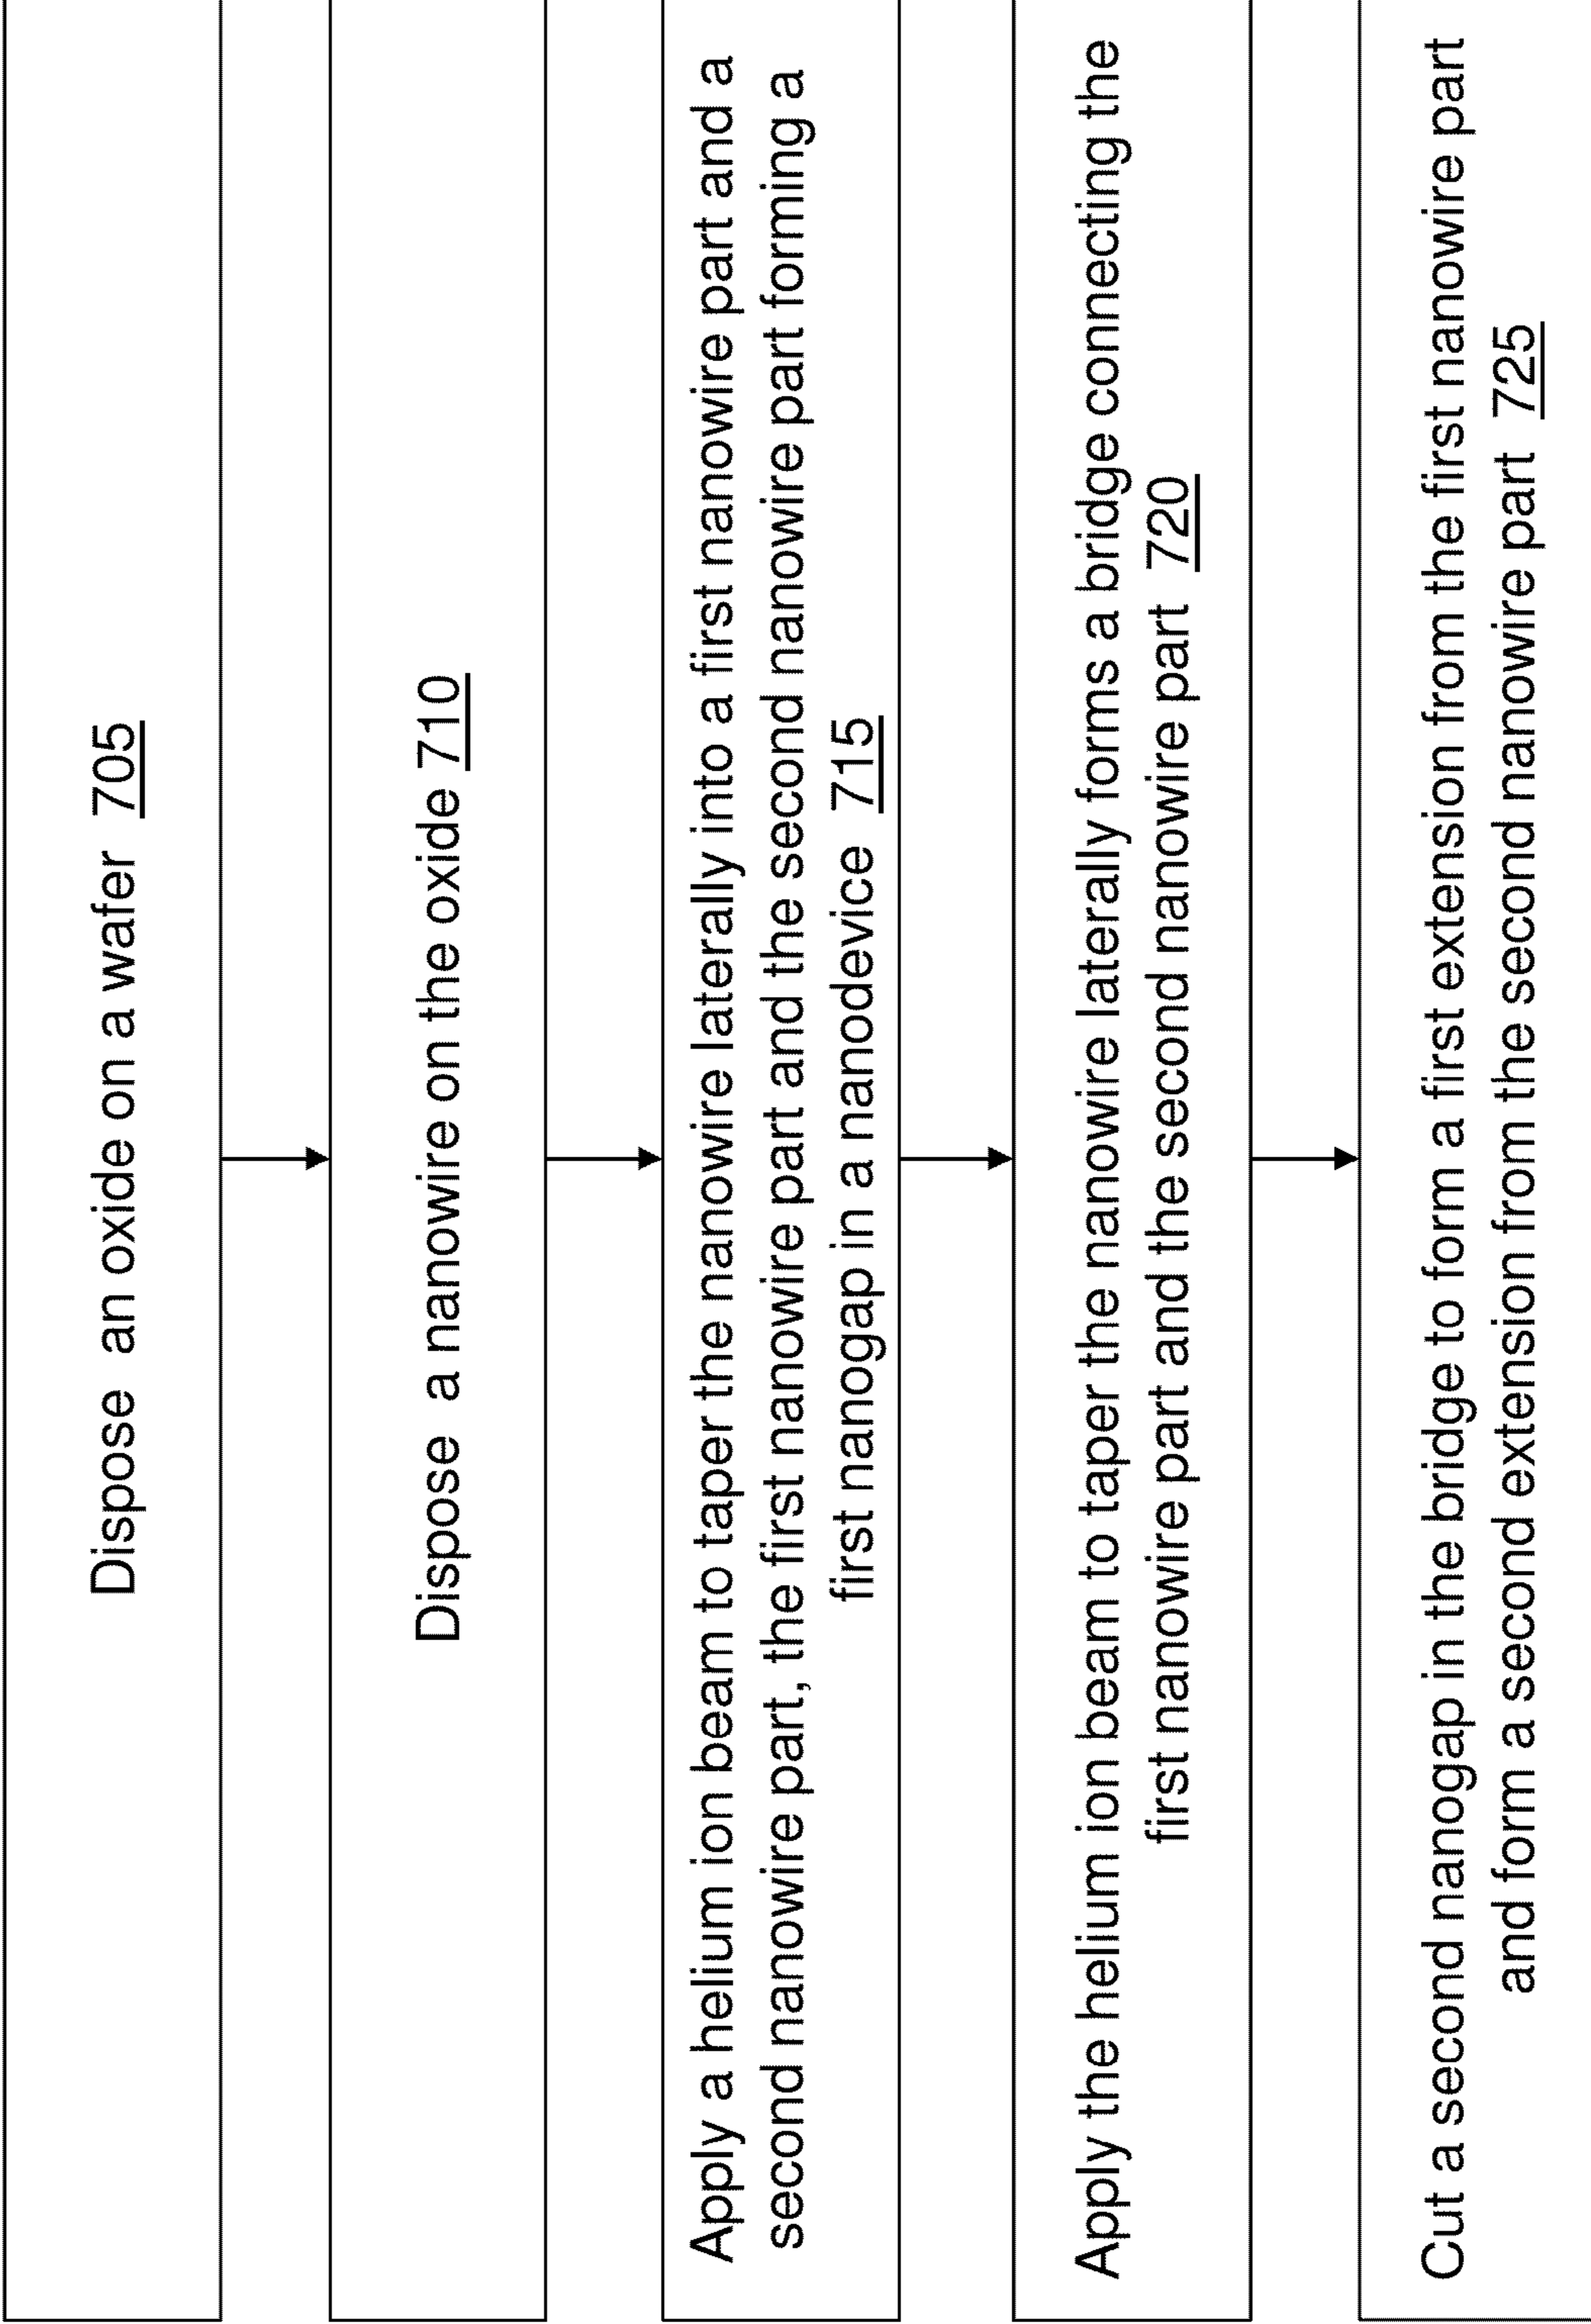 Dispose an oxide on a wafer 705
Dispose a nanowire on the oxide 710
Apply a helium ion beam to taper the nanowire laterally into a first nanowire part and a
second nanowire part, the first nanowire part and the second nanowire part forming a
first nanogap in a nanodevice 715
Apply the helium ion beam to taper the nanowire laterally forms a bridge connecting the
first nanowire part and the second nanowire part 720
Cut a second nanogap in the bridge to form a first extension from the first nanowire part
and form a second extension from the second nanowire part 725